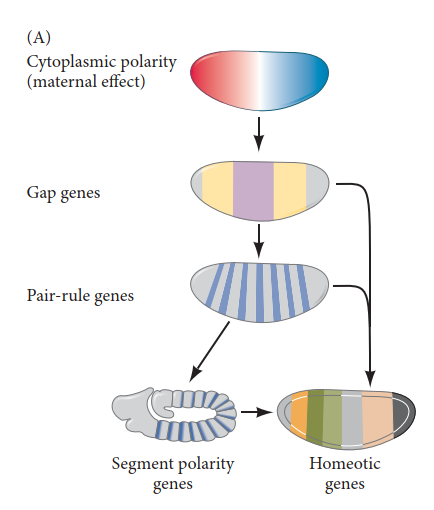 (A)
Cytoplasmic polarity
(maternal effect)
Gap genes
Pair-rule genes
Segment polarity
genes
Homeotic
genes